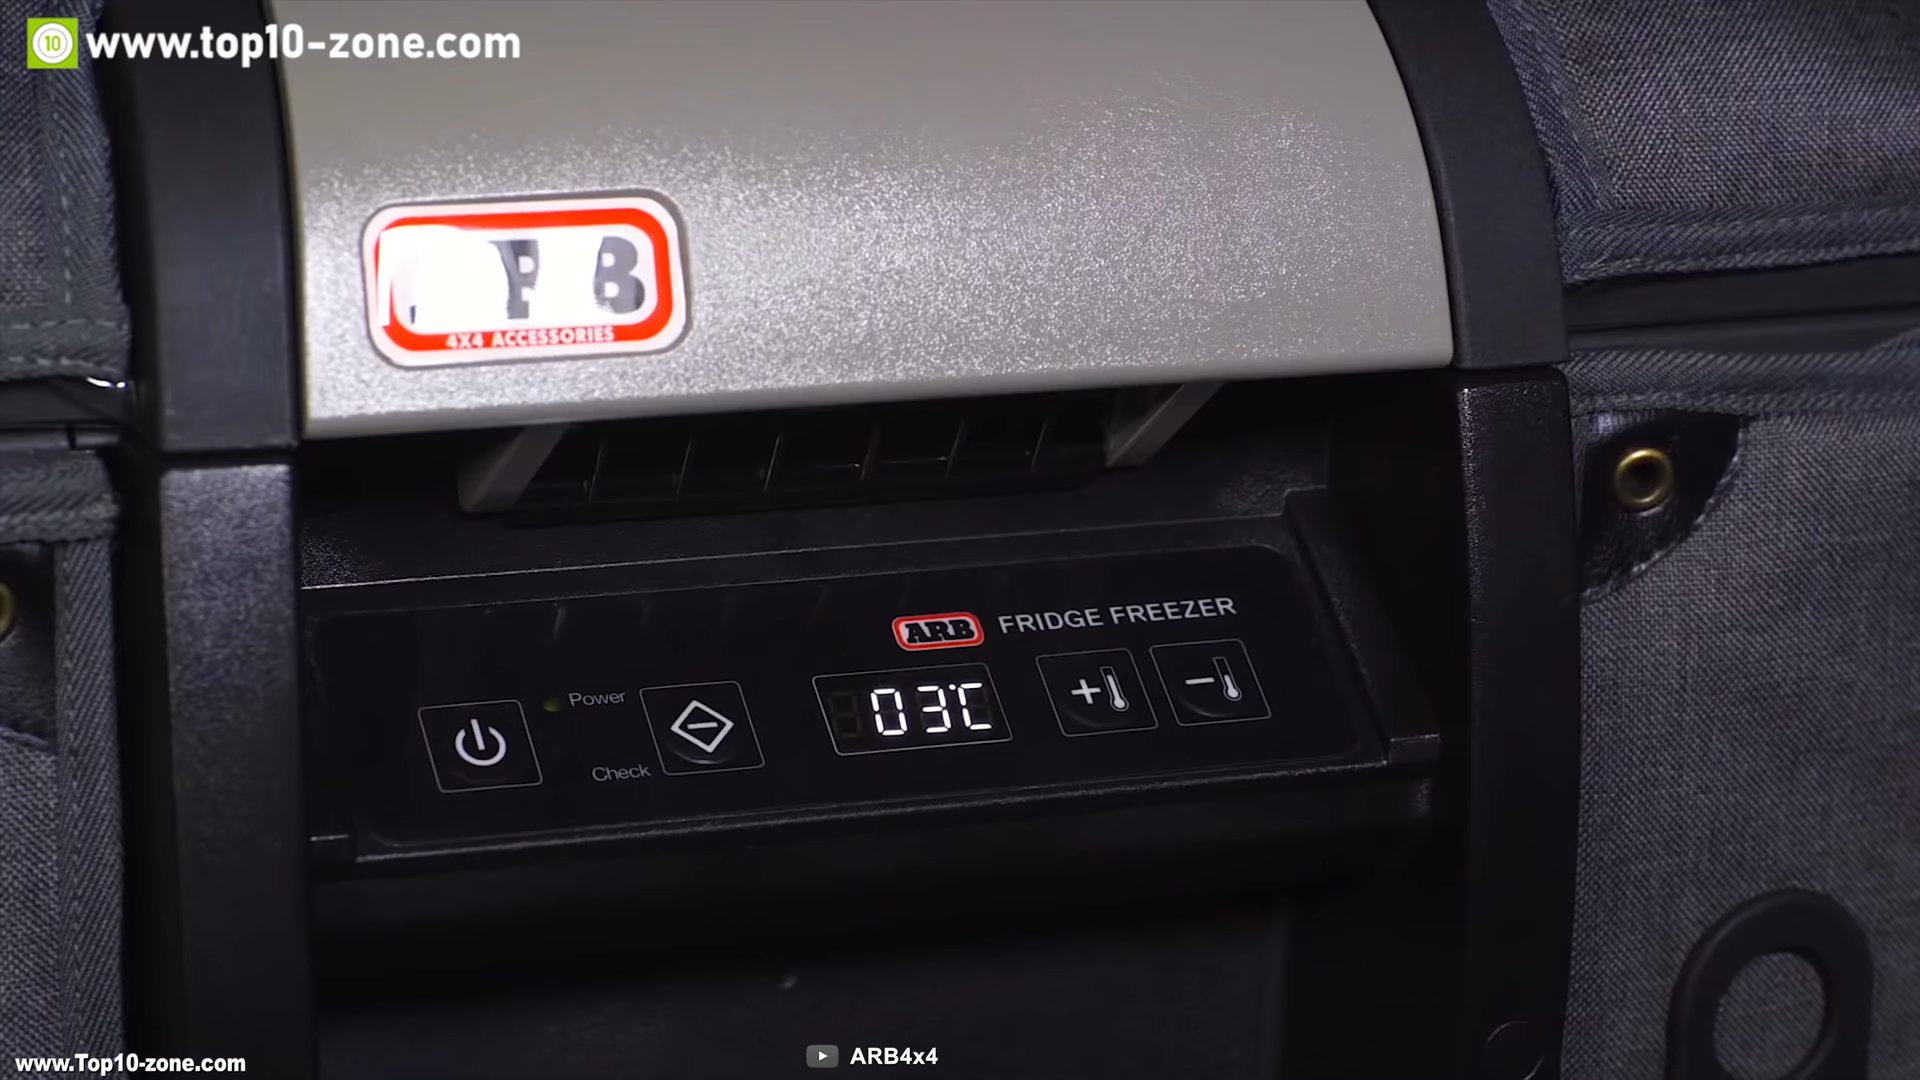 www.top10-zone.com
4X4 ACCESSORIES
ARB FRIDGE FREEZER
Power
Check
03°C
www.Top10-zone.com
ARB4x4